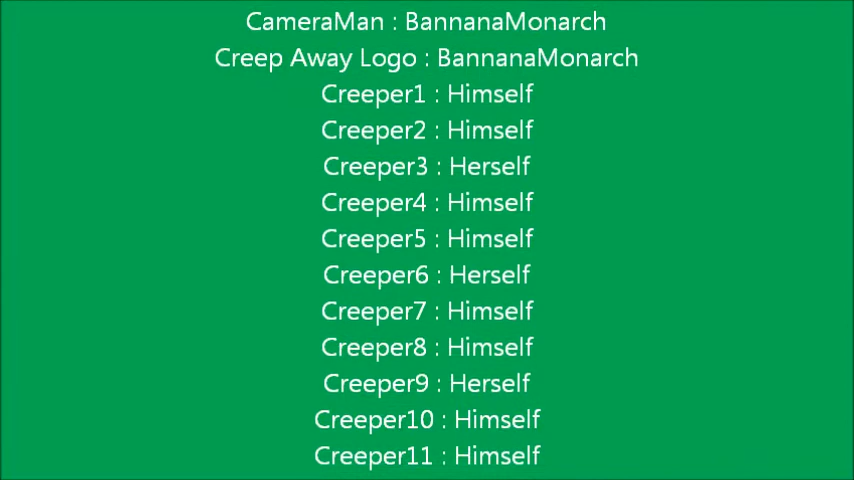 CameraMan : BannanaMonarch
Creep Away Logo : BannanaMonarch
Creeper1 : Himself
Creeper2 : Himself
Creeper3 : Herself
Creeper4 : Himself
Creeper5 : Himself
Creeper6 : Herself
Creeper7 : Himself
Creeper8 : Himself
Creeper9 : Herself
Creeper10 : Himself
Creeper11 : Himself